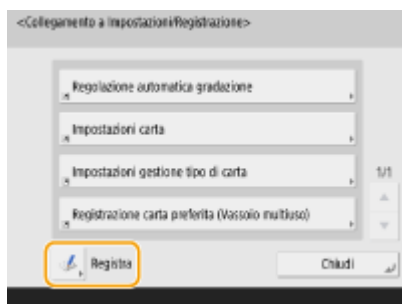 <Collegamento a Impostazioni/Registrazione>
Regolazione automatica gradazione
Impostazioni carta
Impostazioni gestione tipo di carta
1/1
Registrazione carta preferita (Vassoio multiuso)
Registra
Chiudi